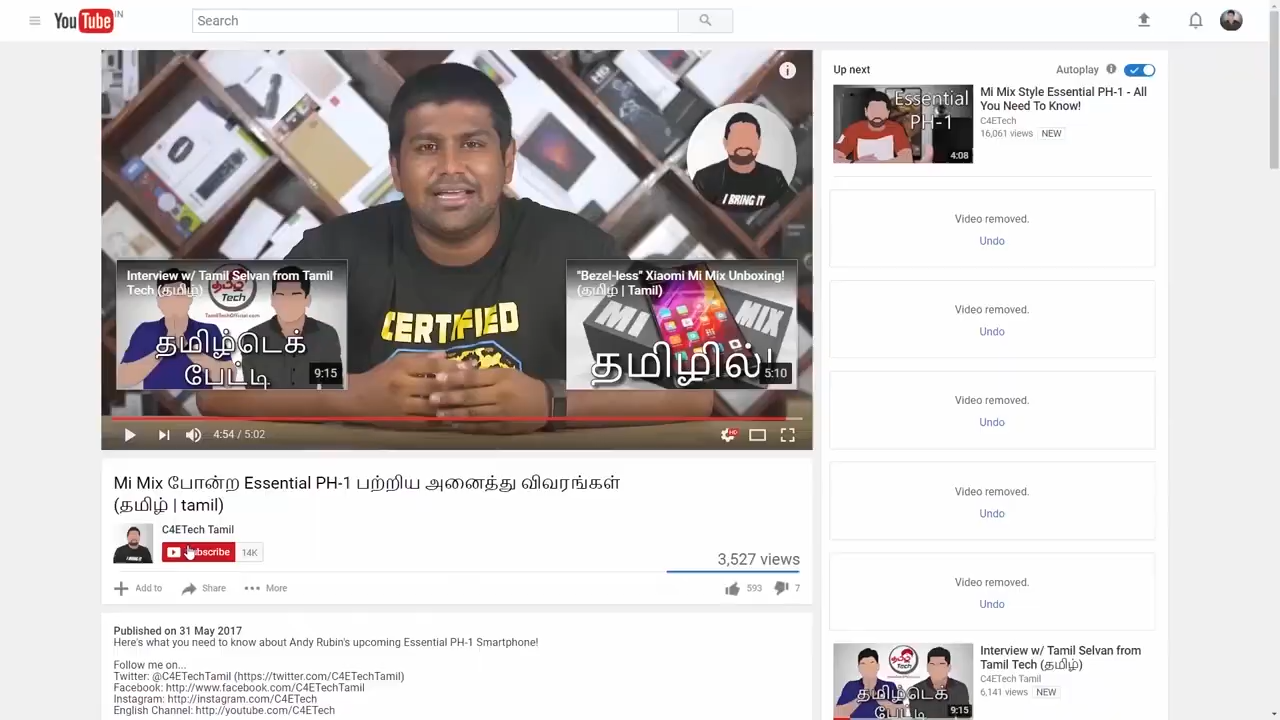 YouTube IN
Search
Up next
Autoplay
Essential
PH-1
4:08
Mi Mix Style Essential PH-1 - All
You Need To Know!
C4ETech
16,061 views NEW
I BRING IT
Video removed.
Undo
Video removed.
Undo
Video removed.
Undo
Video removed.
Undo
Video removed.
Undo
Interview w/ Tamil Selvan from Tamil
Tech (தமிழ்)
தமிழ்
Tech
TamilTechOfficial.com
தமிழ்டெக்
பேட்டி
9:15
CERTIFIED
"Bezel-less" Xiaomi Mi Mix Unboxing!
(தமிழ் | Tamil)
MI
MIX
தமிழில்!
5:10
4:54 / 5:02
HD
Mi Mix போன்ற Essential PH-1 பற்றிய அனைத்து விவரங்கள்
(தமிழ் | tamil)
C4ETech Tamil
Subscribe 14K
3,527 views
Add to Share More
593 7
Published on 31 May 2017
Here's what you need to know about Andy Rubin's upcoming Essential PH-1 Smartphone!
Follow me on...
Twitter: @C4ETechTamil (https://twitter.com/C4ETechTamil)
Facebook: http://www.facebook.com/C4ETechTamil
Instagram: http://instagram.com/C4ETech
English Channel: http://youtube.com/C4ETech
Interview w/ Tamil Selvan from
Tamil Tech (தமிழ்)
C4ETech Tamil
6,141 views NEW
தமிழ்
Tech
தமிழ்டெக்
பேட்டி
9:15